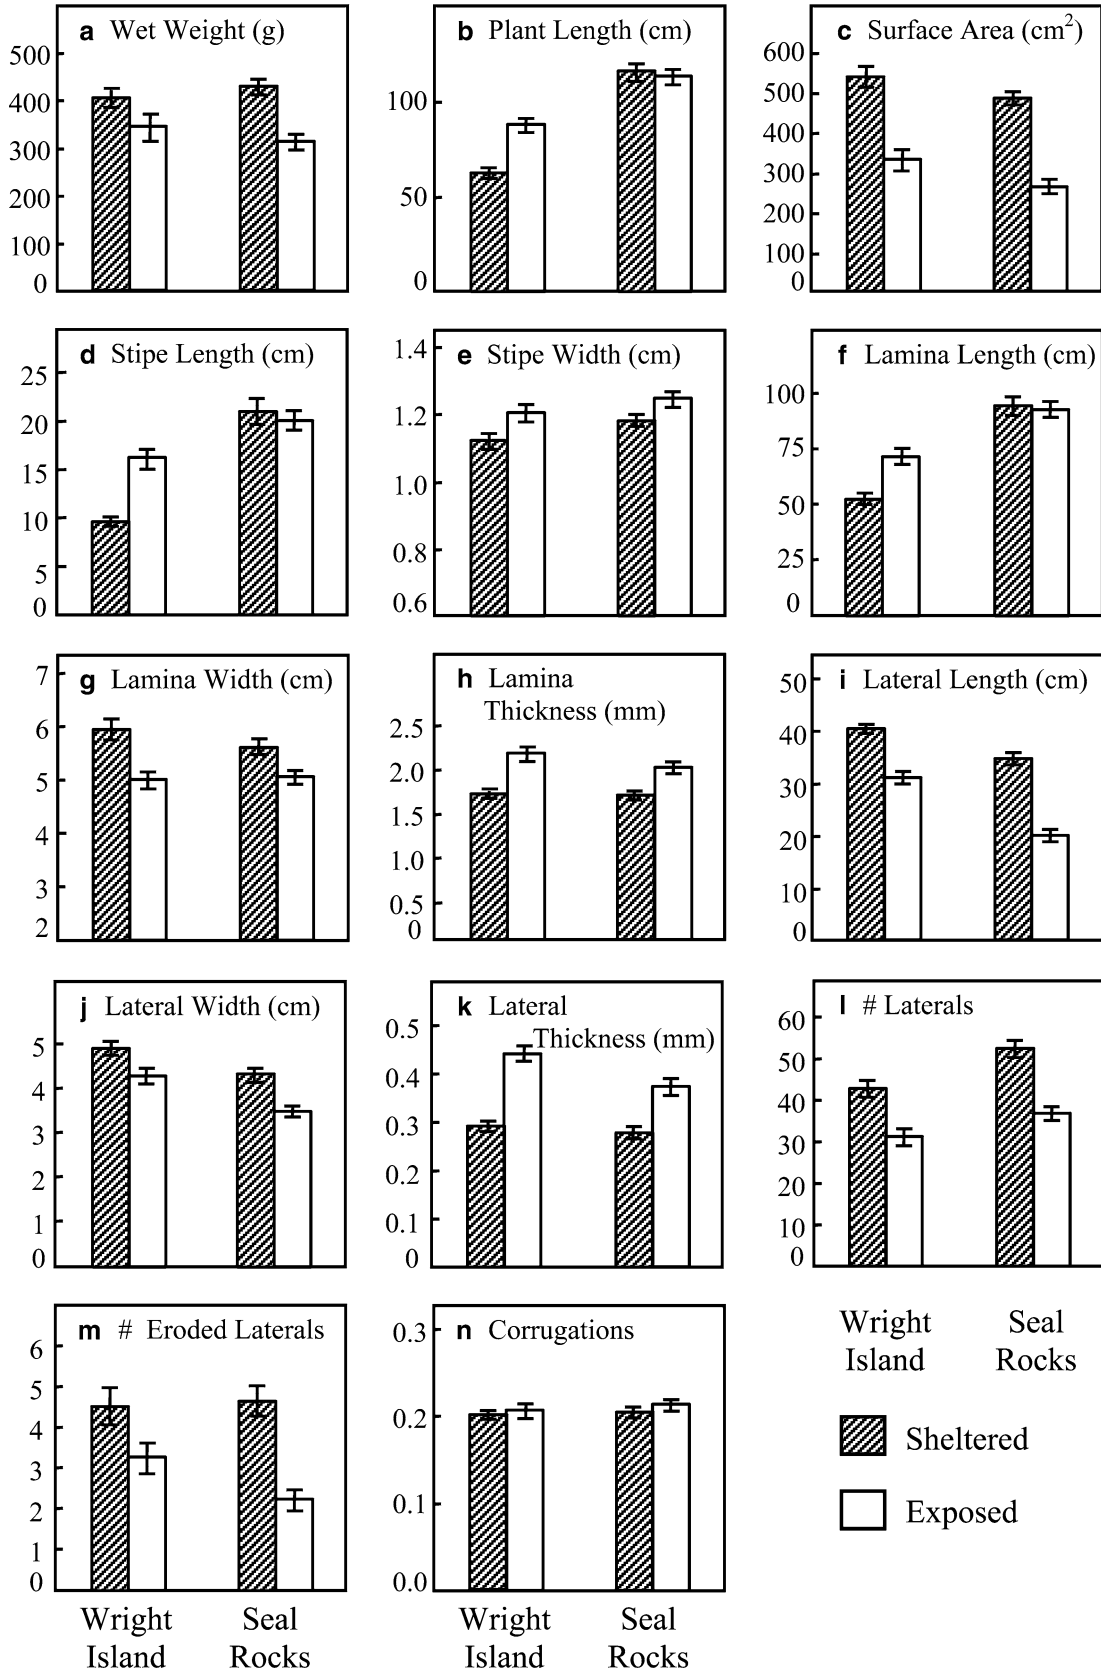 a Wet Weight (g)
500
400
300
200
100
0
b Plant Length (cm)
100
50
0
c Surface Area (cm²)
600
500
400
300
200
100
0
d Stipe Length (cm)
25
20
15
10
5
0
e Stipe Width (cm)
1.4
1.2
1.0
0.8
0.6
f Lamina Length (cm)
100
75
50
25
0
g Lamina Width (cm)
7
6
5
4
3
2
h Lamina
Thickness (mm)
2.5
2.0
1.5
1.0
0.5
0
i Lateral Length (cm)
50
40
30
20
10
0
j Lateral Width (cm)
5
4
3
2
1
0
k Lateral
Thickness (mm)
0.5
0.4
0.3
0.2
0.1
0
l # Laterals
60
50
40
30
20
10
0
Wright
Island
Seal
Rocks
m # Eroded Laterals
6
5
4
3
2
1
0
Wright
Island
Seal
Rocks
n Corrugations
0.3
0.2
0.1
0.0
Wright
Island
Seal
Rocks
Sheltered
Exposed